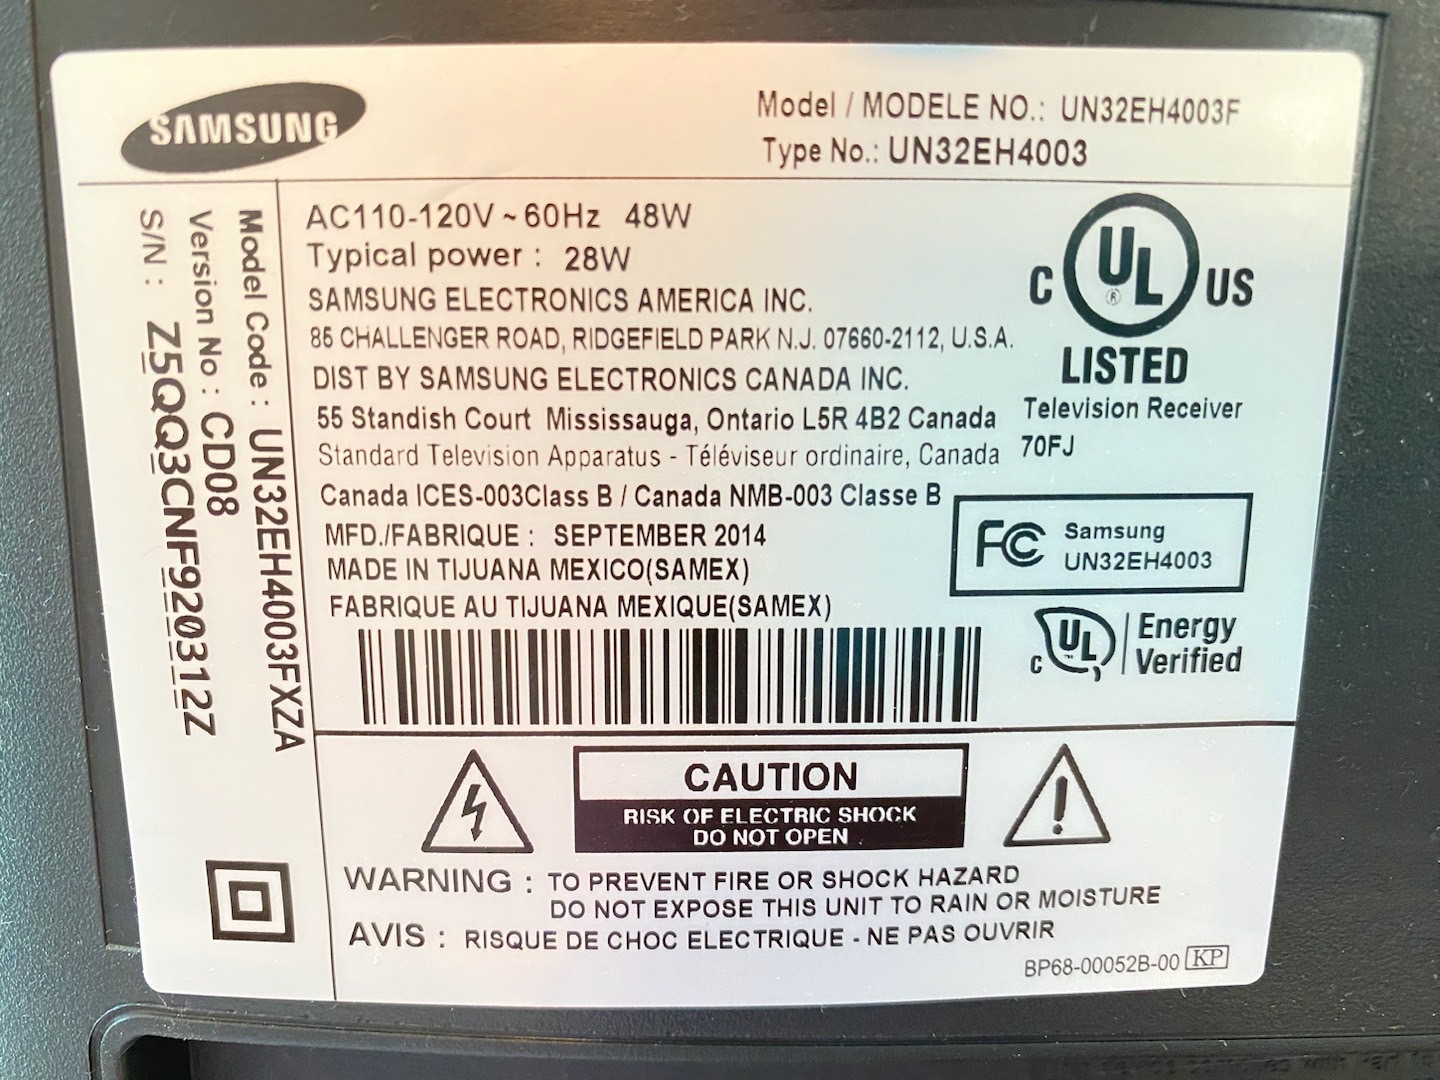 SAMSUNG
Model / MODELE NO.: UN32EH4003F
Type No.: UN32EH4003
Model Code : UN32EH4003FXZA
Version No : CD08
S/N : Z5QQ3CNF920312Z
AC110-120V ~ 60Hz 48W
Typical power : 28W
SAMSUNG ELECTRONICS AMERICA INC.
85 CHALLENGER ROAD, RIDGEFIELD PARK N.J. 07660-2112, U.S.A.
DIST BY SAMSUNG ELECTRONICS CANADA INC.
55 Standish Court Mississauga, Ontario L5R 4B2 Canada
Standard Television Apparatus - Téléviseur ordinaire, Canada
Canada ICES-003Class B / Canada NMB-003 Classe B
MFD./FABRIQUE : SEPTEMBER 2014
MADE IN TIJUANA MEXICO(SAMEX)
FABRIQUE AU TIJUANA MEXIQUE(SAMEX)
C UL ® US
LISTED
Television Receiver
70FJ
FC Samsung
UN32EH4003
C UL ™ Energy
Verified
CAUTION
RISK OF ELECTRIC SHOCK
DO NOT OPEN
WARNING : TO PREVENT FIRE OR SHOCK HAZARD
DO NOT EXPOSE THIS UNIT TO RAIN OR MOISTURE
AVIS : RISQUE DE CHOC ELECTRIQUE - NE PAS OUVRIR
BP68-00052B-00 KP